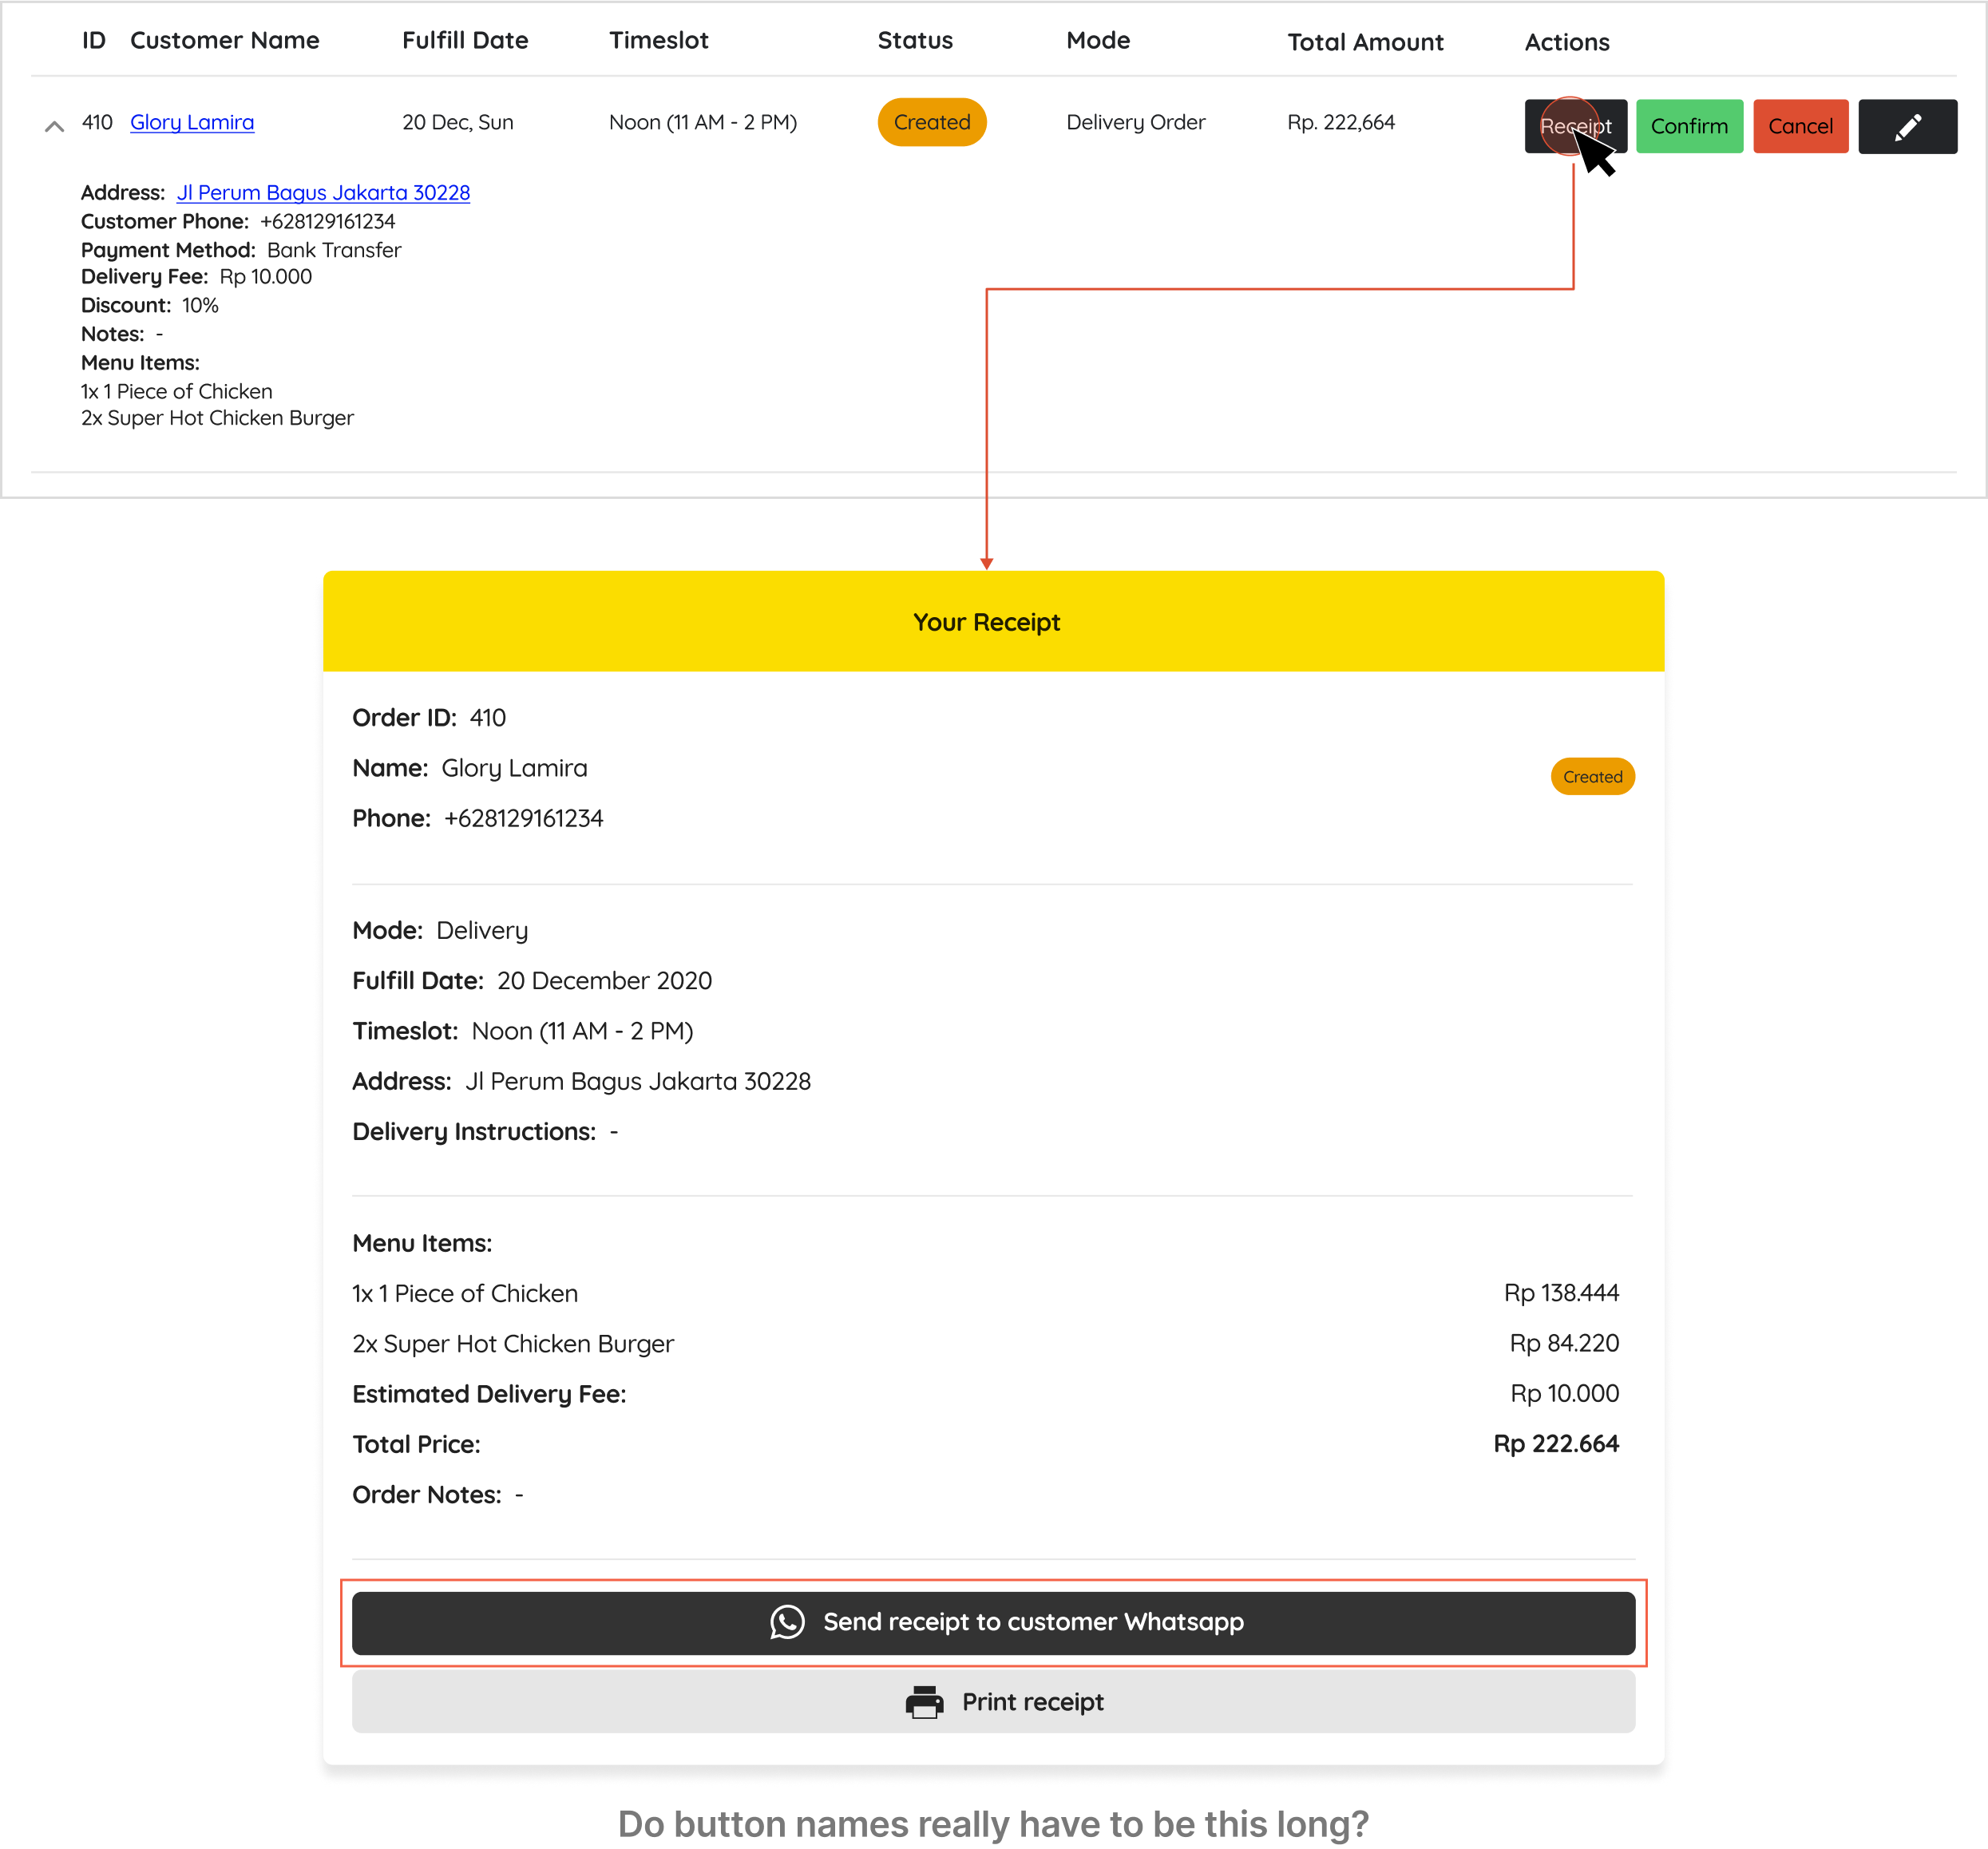 ID Customer Name Fulfill Date Timeslot Status Mode Total Amount Actions
410 Glory Lamira 20 Dec, Sun Noon (11 AM - 2 PM) Created Delivery Order Rp. 222,664 Receipt Confirm Cancel
Address: Jl Perum Bagus Jakarta 30228
Customer Phone: +628129161234
Payment Method: Bank Transfer
Delivery Fee: Rp 10.000
Discount: 10%
Notes: -
Menu Items:
1x 1 Piece of Chicken
2x Super Hot Chicken Burger
Your Receipt
Order ID: 410
Name: Glory Lamira
Created
Phone: +628129161234
Mode: Delivery
Fulfill Date: 20 December 2020
Timeslot: Noon (11 AM - 2 PM)
Address: Jl Perum Bagus Jakarta 30228
Delivery Instructions: -
Menu Items:
1x 1 Piece of Chicken Rp 138.444
2x Super Hot Chicken Burger Rp 84.220
Estimated Delivery Fee: Rp 10.000
Total Price: Rp 222.664
Order Notes: -
Send receipt to customer Whatsapp
Print receipt
Do button names really have to be this long?